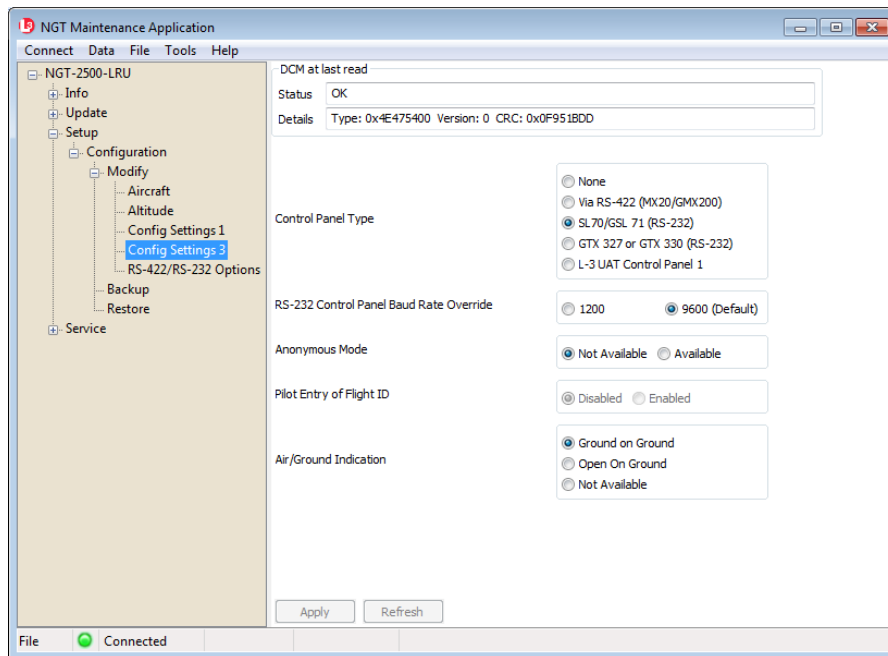 NGT Maintenance Application
Connect Data File Tools Help
NGT-2500-LRU
Info
Update
Setup
Configuration
Modify
Aircraft
Altitude
Config Settings 1
Config Settings 3
RS-422/RS-232 Options
Backup
Restore
Service
DCM at last read
Status OK
Details Type: 0x4E475400 Version: 0 CRC: 0x0F951BDD
Control Panel Type
None
Via RS-422 (MX20/GMX200)
SL70/GSL 71 (RS-232)
GTX 327 or GTX 330 (RS-232)
L-3 UAT Control Panel 1
RS-232 Control Panel Baud Rate Override 1200 9600 (Default)
Anonymous Mode Not Available Available
Pilot Entry of Flight ID Disabled Enabled
Air/Ground Indication
Ground on Ground
Open On Ground
Not Available
Apply Refresh
File Connected